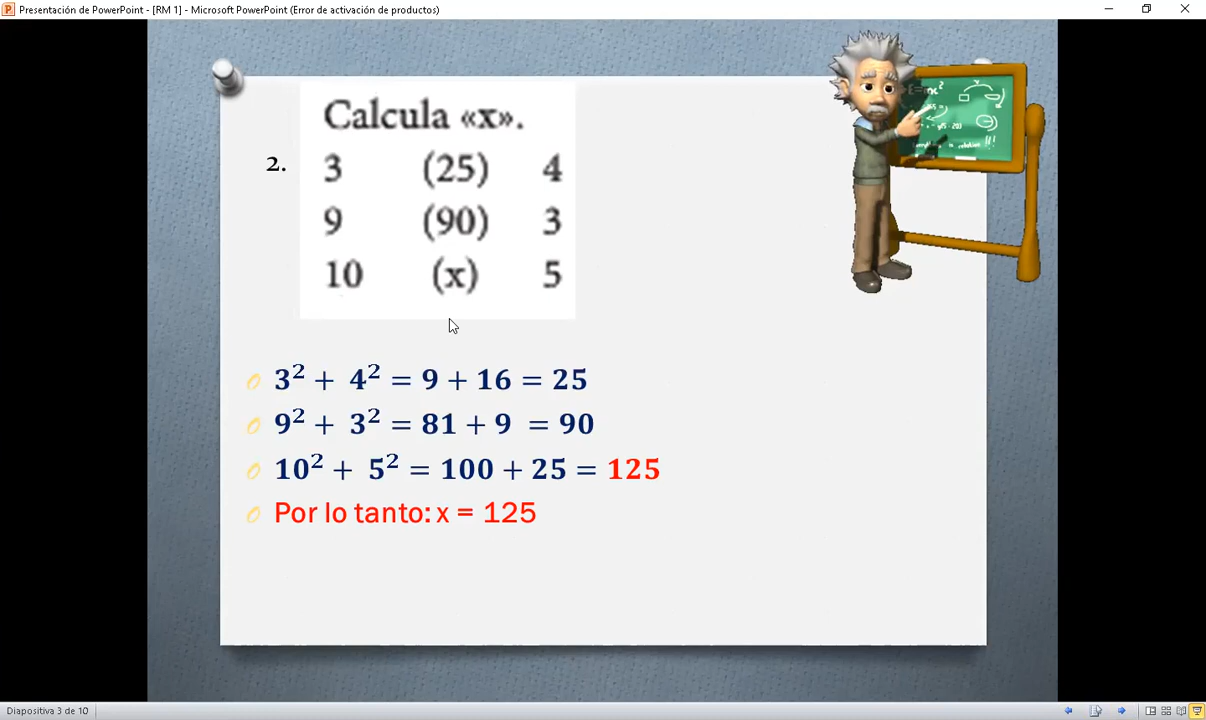 Presentación de PowerPoint - [RM 1] - Microsoft PowerPoint (Error de activación de productos)
Calcula «x».
2. 3 (25) 4
9 (90) 3
10 (x) 5
3² + 4² = 9 + 16 = 25
9² + 3² = 81 + 9 = 90
10² + 5² = 100 + 25 = 125
Por lo tanto: x = 125
Diapositiva 3 de 10